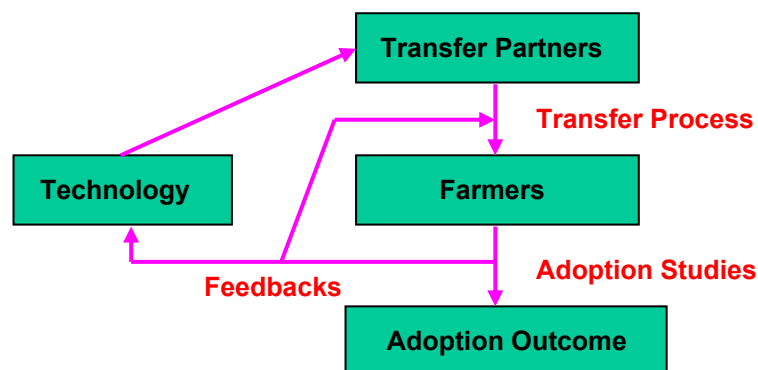 Transfer Partners
Transfer Process
Technology
Farmers
Feedbacks
Adoption Studies
Adoption Outcome